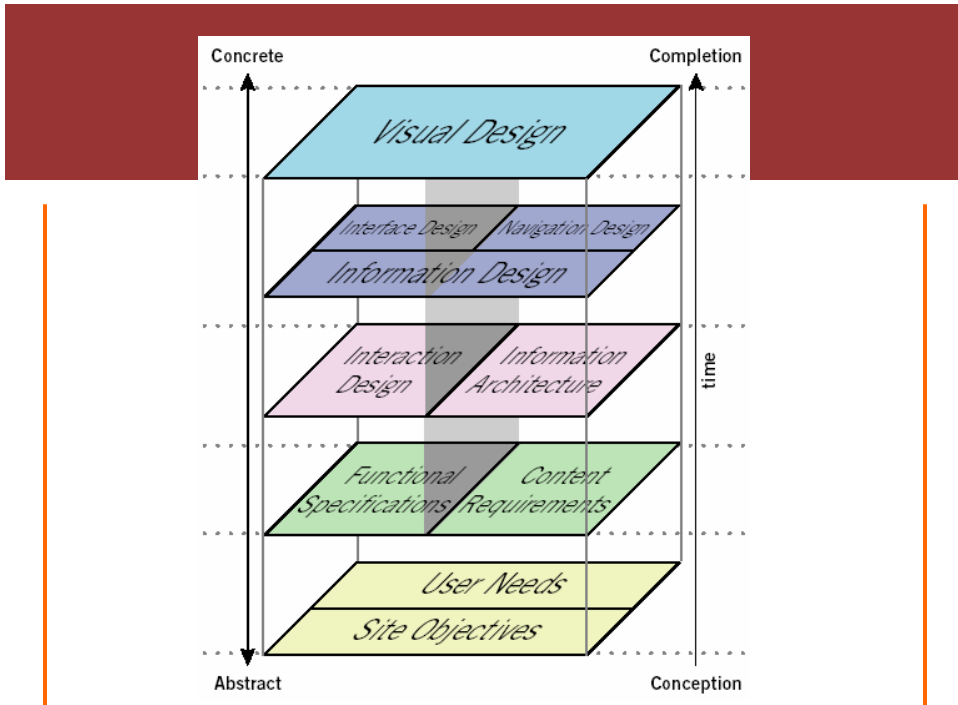 Concrete
Completion
Visual Design
Interface Design
Navigation Design
Information Design
Interaction
Design
Information
Architecture
time
Functional
Specifications
Content
Requirements
User Needs
Site Objectives
Abstract
Conception